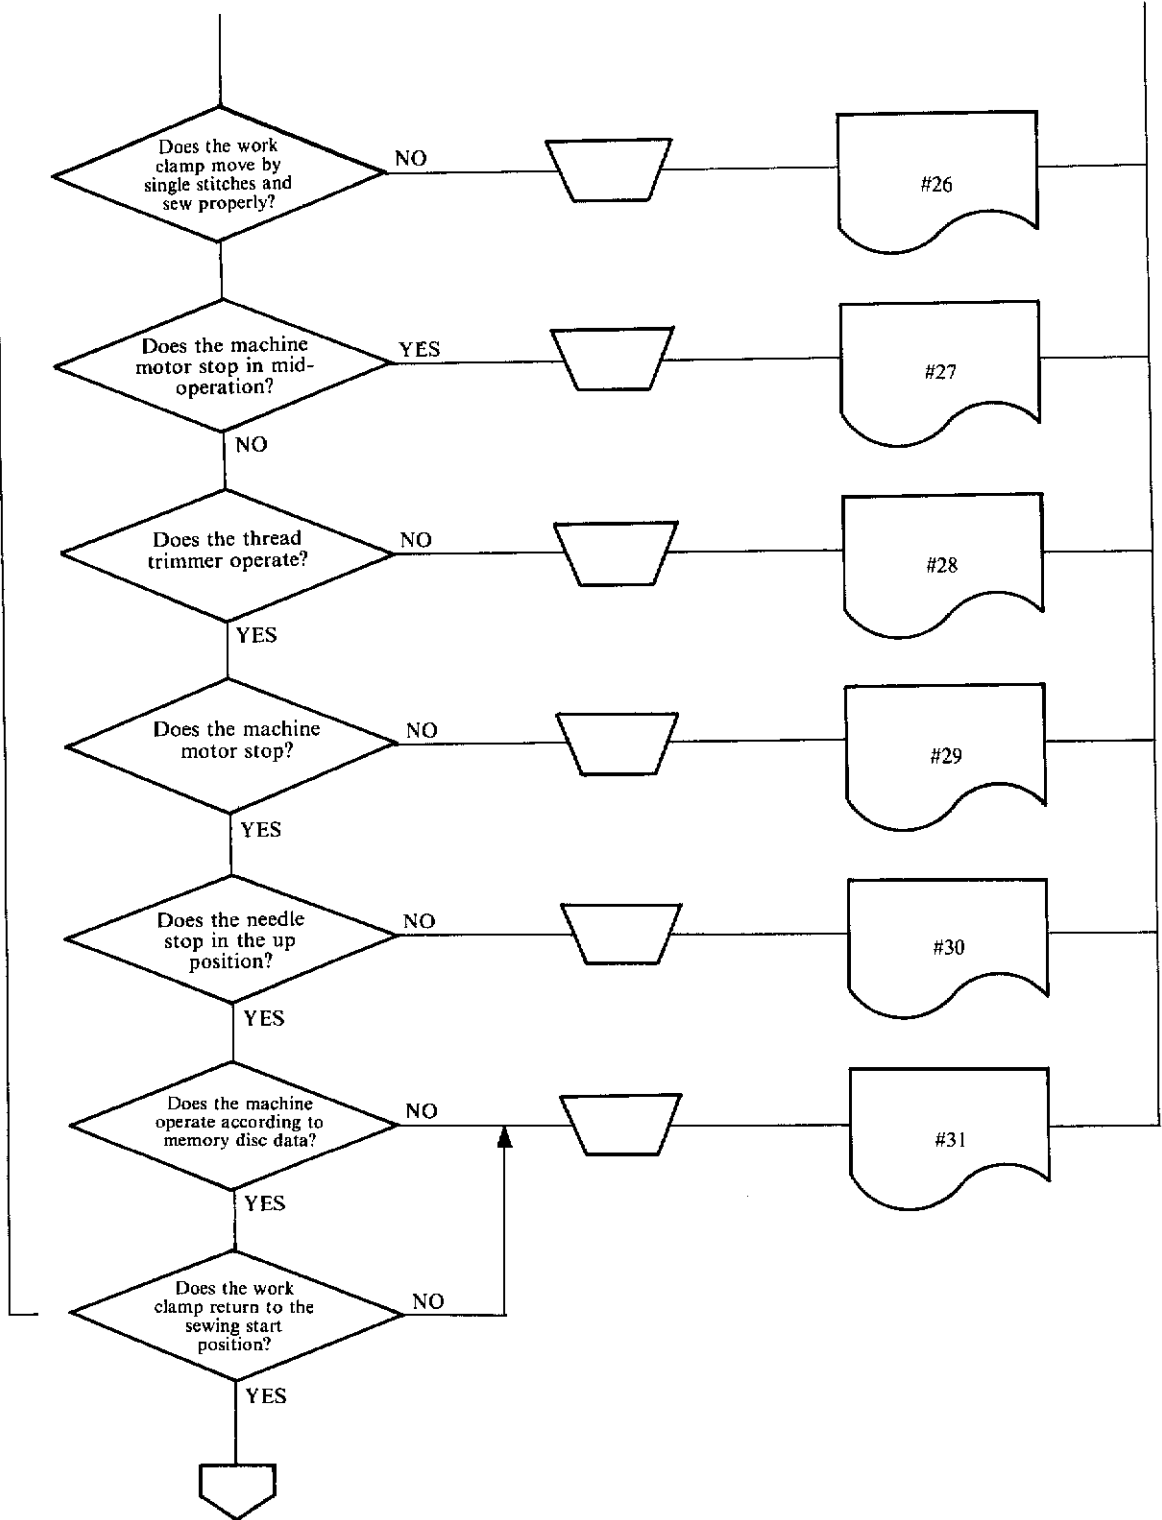 Does the work
clamp move by
single stitches and
sew properly?
NO
#26
Does the machine
motor stop in mid-
operation?
YES
#27
NO
Does the thread
trimmer operate?
NO
#28
YES
Does the machine
motor stop?
NO
#29
YES
Does the needle
stop in the up
position?
NO
#30
YES
Does the machine
operate according to
memory disc data?
NO
#31
YES
Does the work
clamp return to the
sewing start
position?
NO
YES